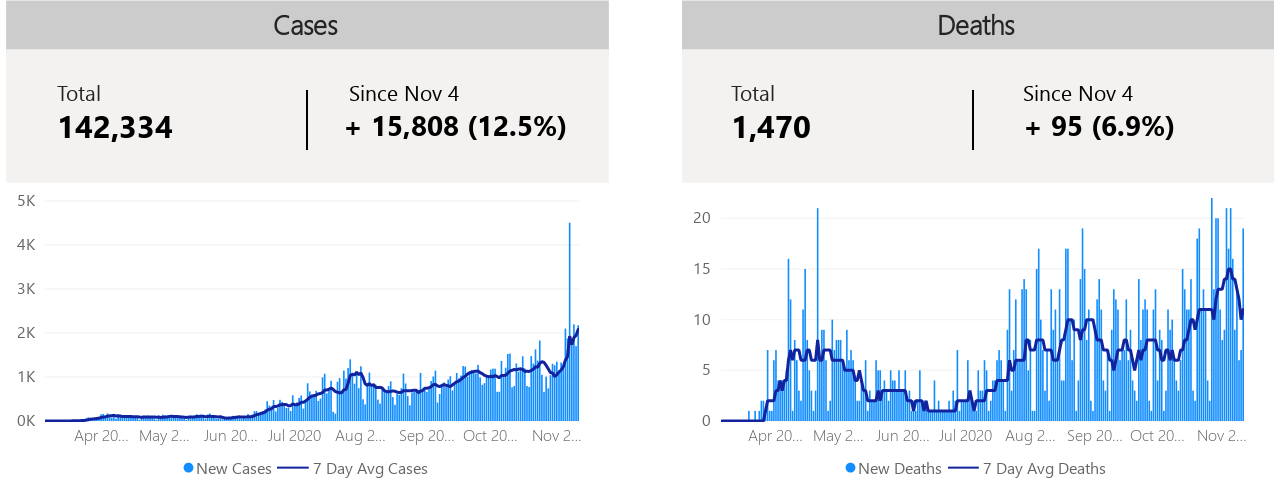 Cases
Total
Since Nov 4
142,334
+ 15,808 (12.5%)
5K
4K
3K
2K
1K
0K
Apr 20... May 2... Jun 20... Jul 2020 Aug 2... Sep 20... Oct 20... Nov 2...
New Cases 7 Day Avg Cases
Deaths
Total
Since Nov 4
1,470
+ 95 (6.9%)
20
15
10
5
0
Apr 20... May 2... Jun 20... Jul 2020 Aug 2... Sep 20... Oct 20... Nov 2...
New Deaths 7 Day Avg Deaths